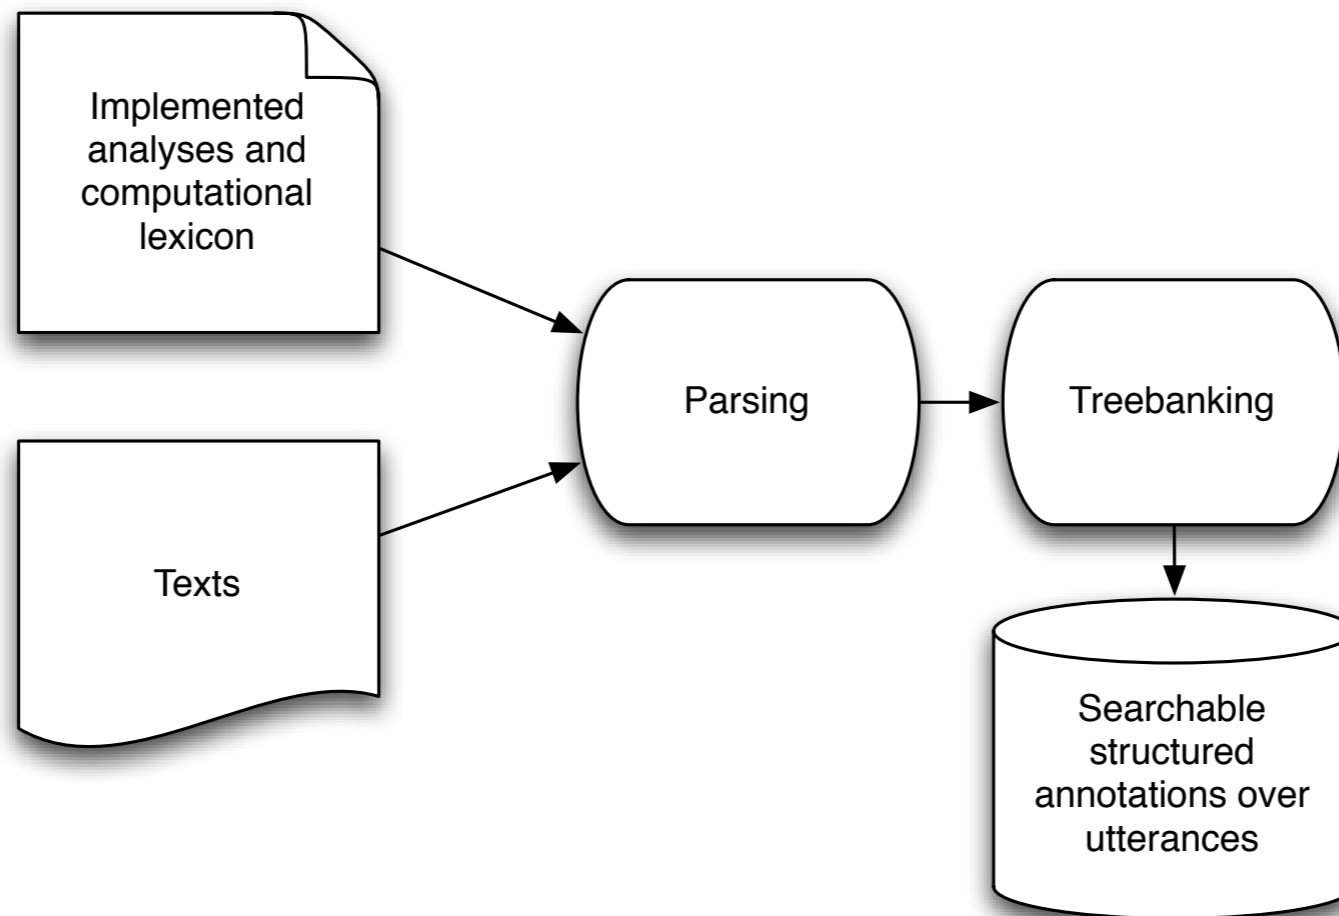 Implemented
analyses and
computational
lexicon
Parsing
Treebanking
Texts
Searchable
structured
annotations over
utterances